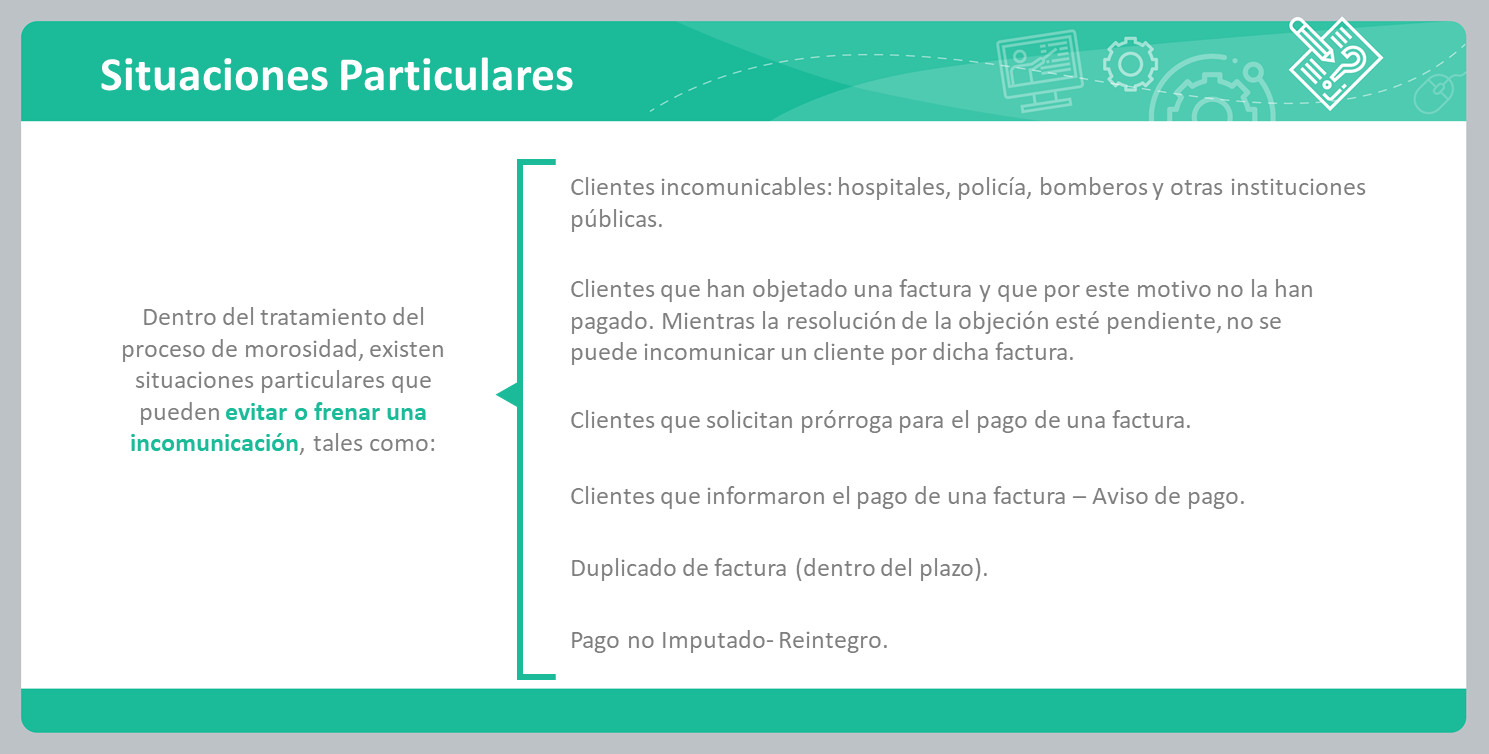 Situaciones Particulares
Dentro del tratamiento del
proceso de morosidad, existen
situaciones particulares que
pueden evitar o frenar una
incomunicación, tales como:
Clientes incomunicables: hospitales, policía, bomberos y otras instituciones
públicas.
Clientes que han objetado una factura y que por este motivo no la han
pagado. Mientras la resolución de la objeción esté pendiente, no se
puede incomunicar un cliente por dicha factura.
Clientes que solicitan prórroga para el pago de una factura.
Clientes que informaron el pago de una factura – Aviso de pago.
Duplicado de factura (dentro del plazo).
Pago no Imputado- Reintegro.